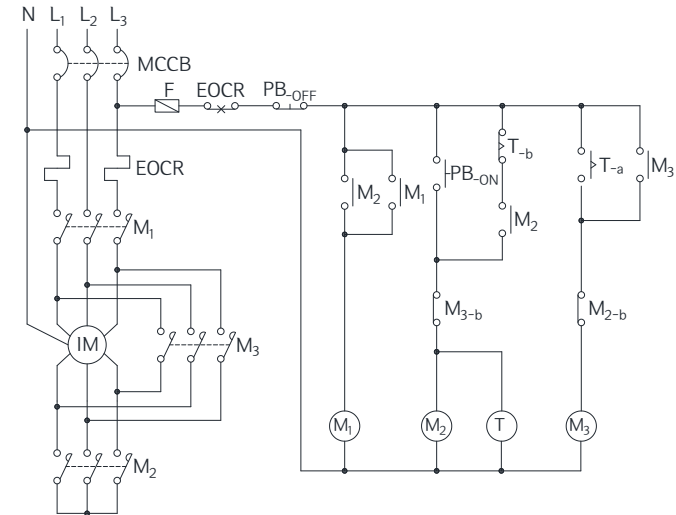 N L₁ L₂ L₃
MCCB
F EOCR PB-OFF
EOCR
T-b
PB-ON
T-a M₃
M₂ M₁
M₂
M₁
M₃-b M₂-b
IM
M₃
M₁ M₂ T M₃
M₂